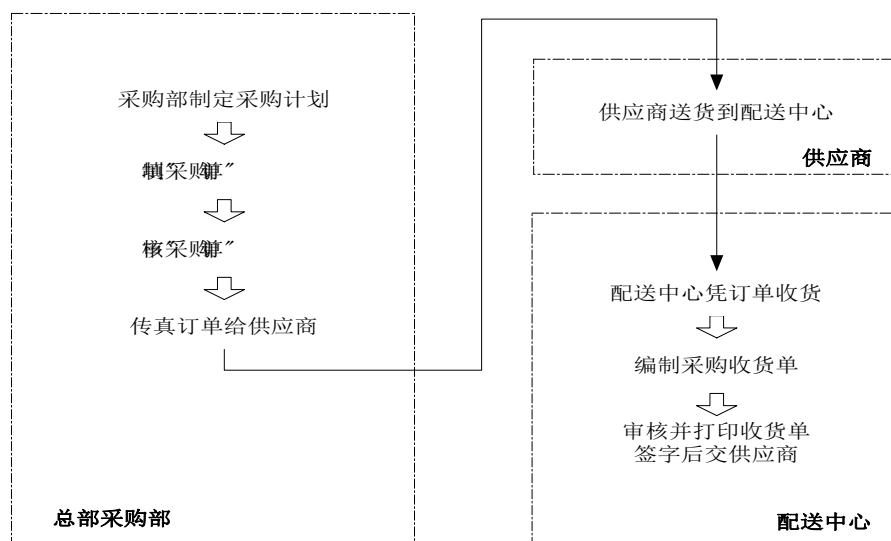 采购部制定采购计划
传真订单给供应商
总部采购部
供应商送货到配送中心
供应商
配送中心凭订单收货
编制采购收货单
审核并打印收货单
签字后交供应商
配送中心